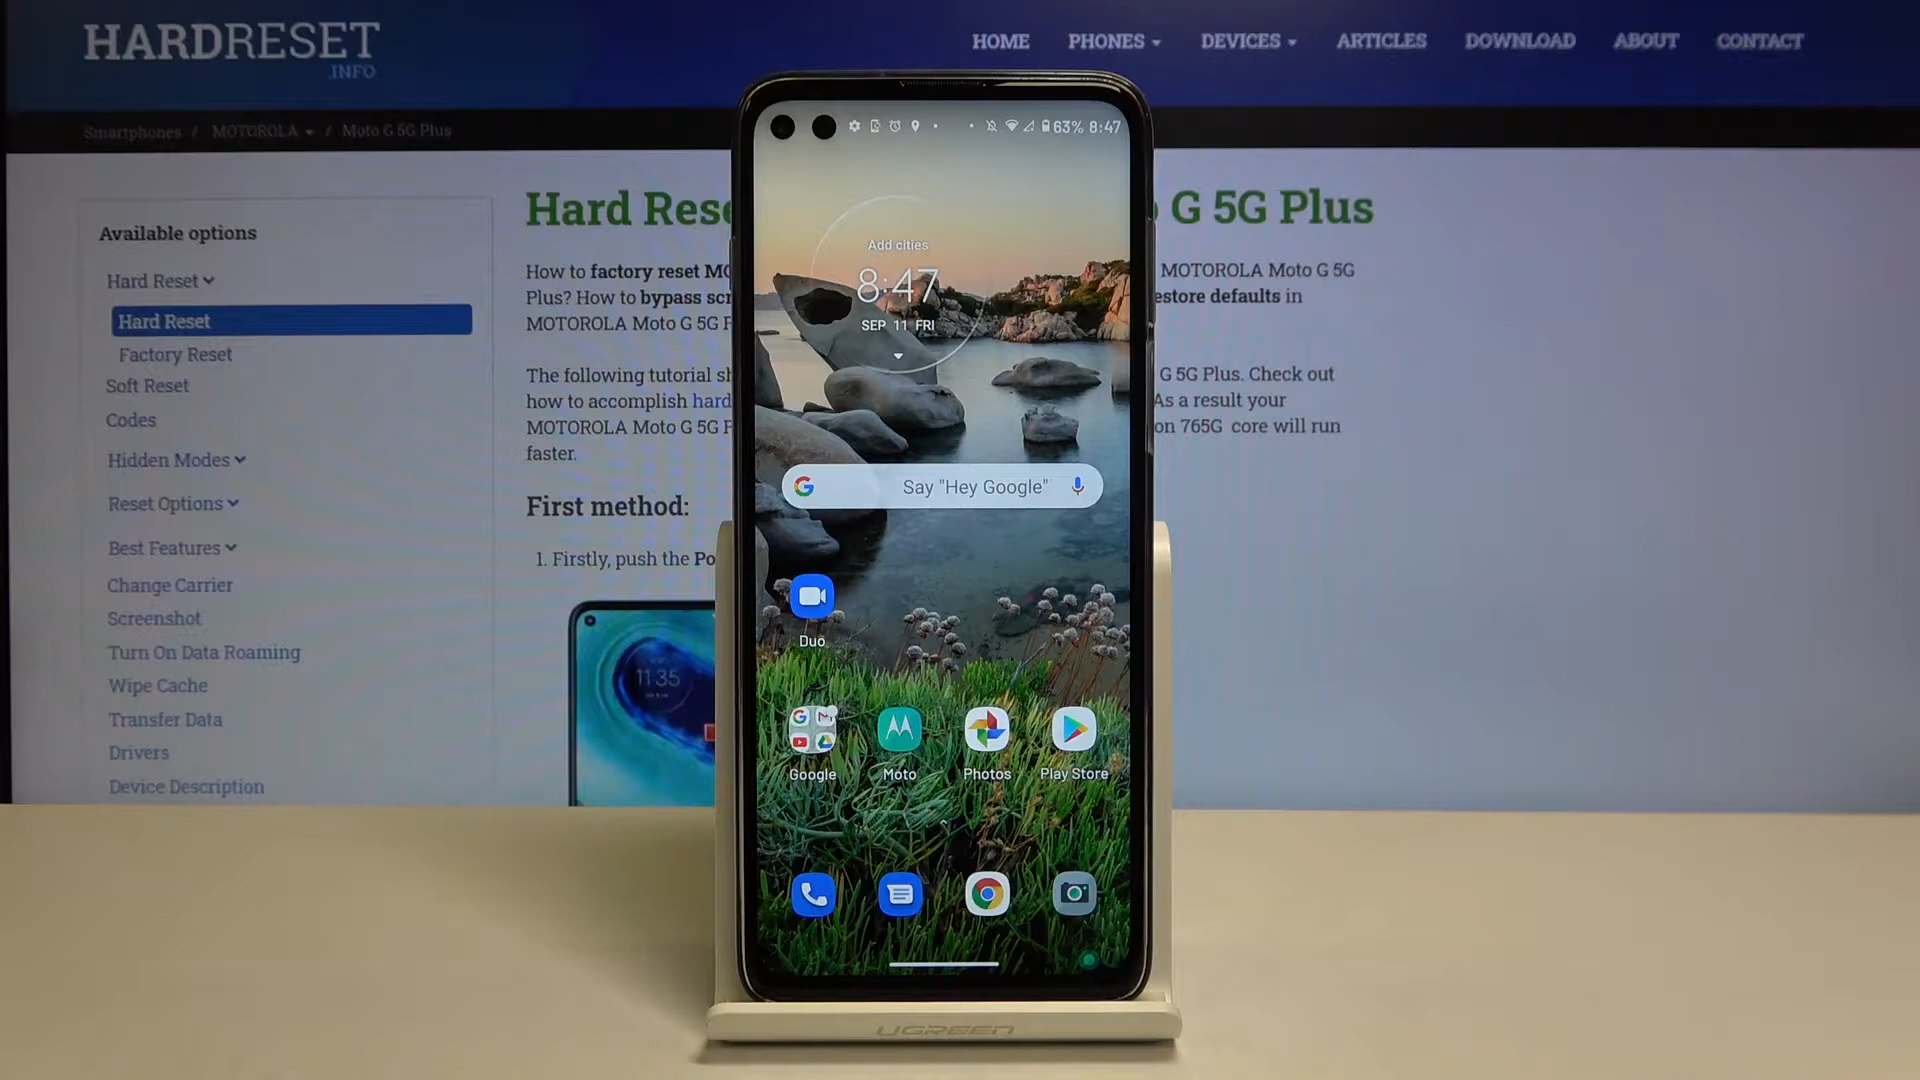 HARDRESET
.INFO
HOME PHONES DEVICES ARTICLES DOWNLOAD ABOUT CONTACT
Smartphones / MOTOROLA / Moto G 5G Plus
Available options
Hard Reset
Hard Reset
Factory Reset
Soft Reset
Codes
Hidden Modes
Reset Options
Best Features
Change Carrier
Screenshot
Turn On Data Roaming
Wipe Cache
Transfer Data
Drivers
Device Description
Hard Rese
G 5G Plus
How to factory reset MO
MOTOROLA Moto G 5G
Plus? How to bypass scr
estore defaults in
MOTOROLA Moto G 5G P
The following tutorial sh
G 5G Plus. Check out
how to accomplish hard
As a result your
MOTOROLA Moto G 5G P
on 765G core will run
faster.
First method:
1. Firstly, push the Po
11:35
63% 8:47
Add cities
8:47
SEP 11 FRI
Say "Hey Google"
Duo
Google Moto Photos Play Store
UGREEN